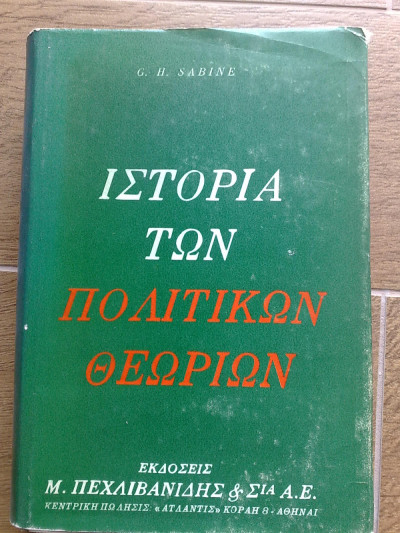 G. H. SABINE
ΙΣΤΟΡΙΑ
ΤΩΝ
ΠΟΛΙΤΙΚΩΝ
ΘΕΩΡΙΩΝ
ΕΚΔΟΣΕΙΣ
Μ. ΠΕΧΛΙΒΑΝΙΔΗΣ & ΣΙΑ Α.Ε.
ΚΕΝΤΡΙΚΗ ΠΩΛΗΣΙΣ: «ΑΤΛΑΝΤΙΣ» ΚΟΡΑΗ 8 - ΑΘΗΝΑΙ